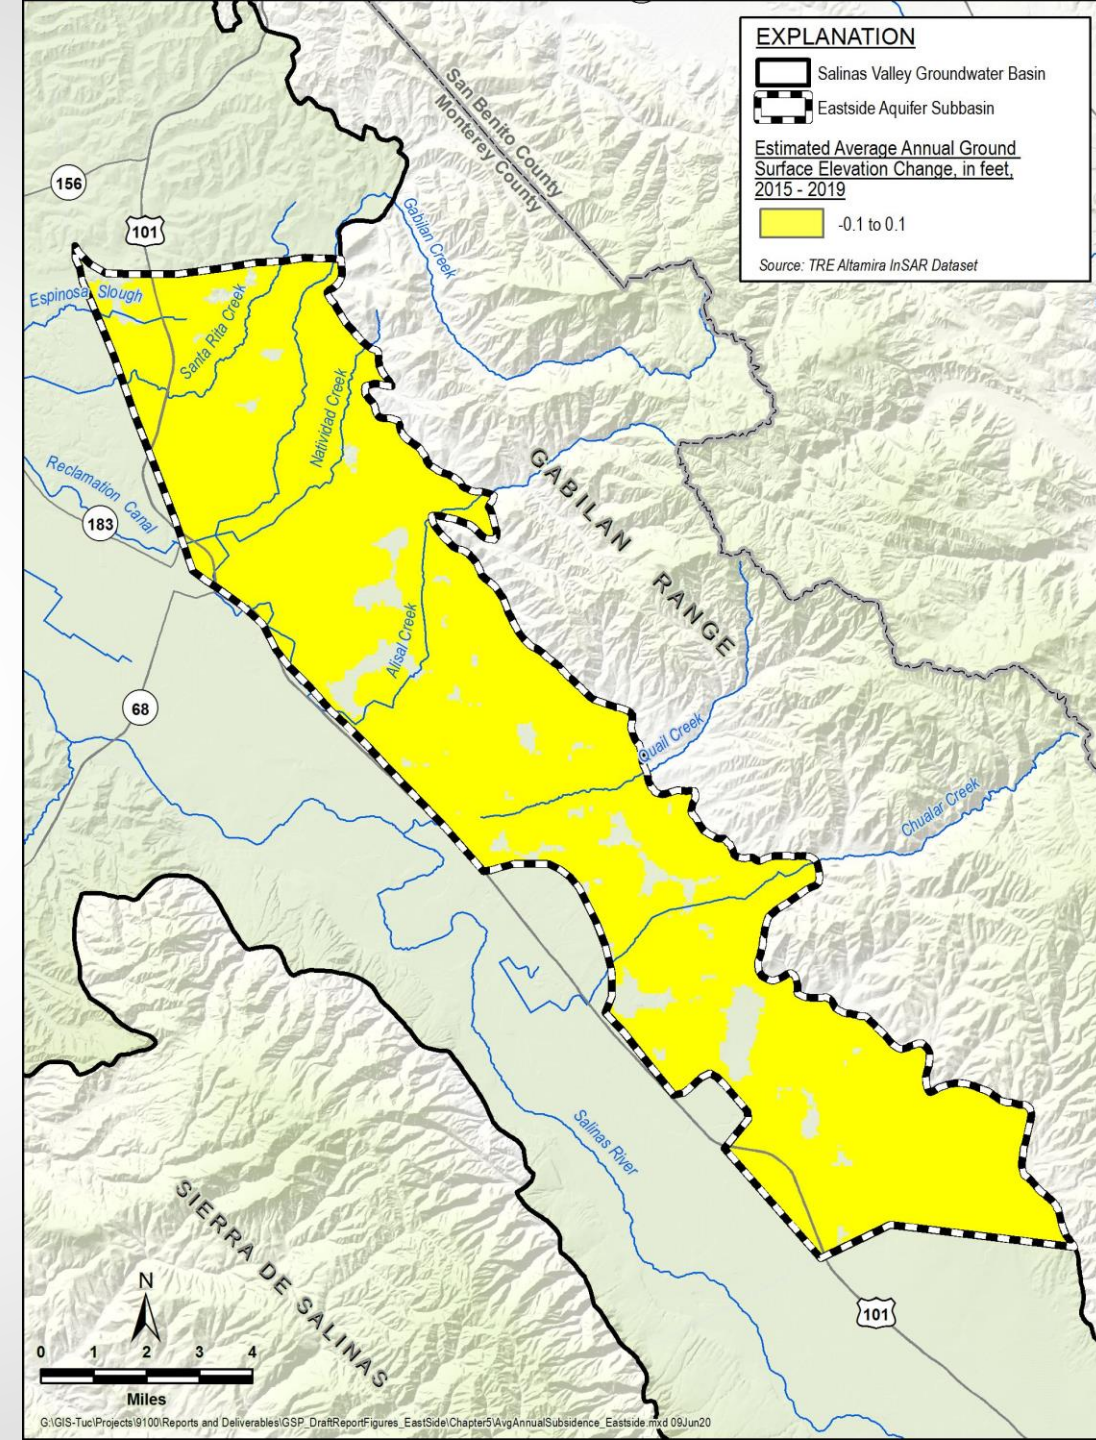 EXPLANATION
Salinas Valley Groundwater Basin
Eastside Aquifer Subbasin
Estimated Average Annual Ground
Surface Elevation Change, in feet,
2015 - 2019
-0.1 to 0.1
Source: TRE Altamira InSAR Dataset
San Benito County
Monterey County
156
101
Gabilan Creek
Espinosa Slough
Santa Rita Creek
Natividad Creek
Reclamation Canal
183
GABILAN RANGE
Alisal Creek
68
Quail Creek
Chualar Creek
Salinas River
SIERRA DE SALINAS
101
N
0 1 2 3 4
Miles
G:\GIS-Tuc\Projects\9100\Reports and Deliverables\GSP_DraftReportFigures_EastSide\Chapter5\AvgAnnualSubsidence_Eastside.mxd 09Jun20